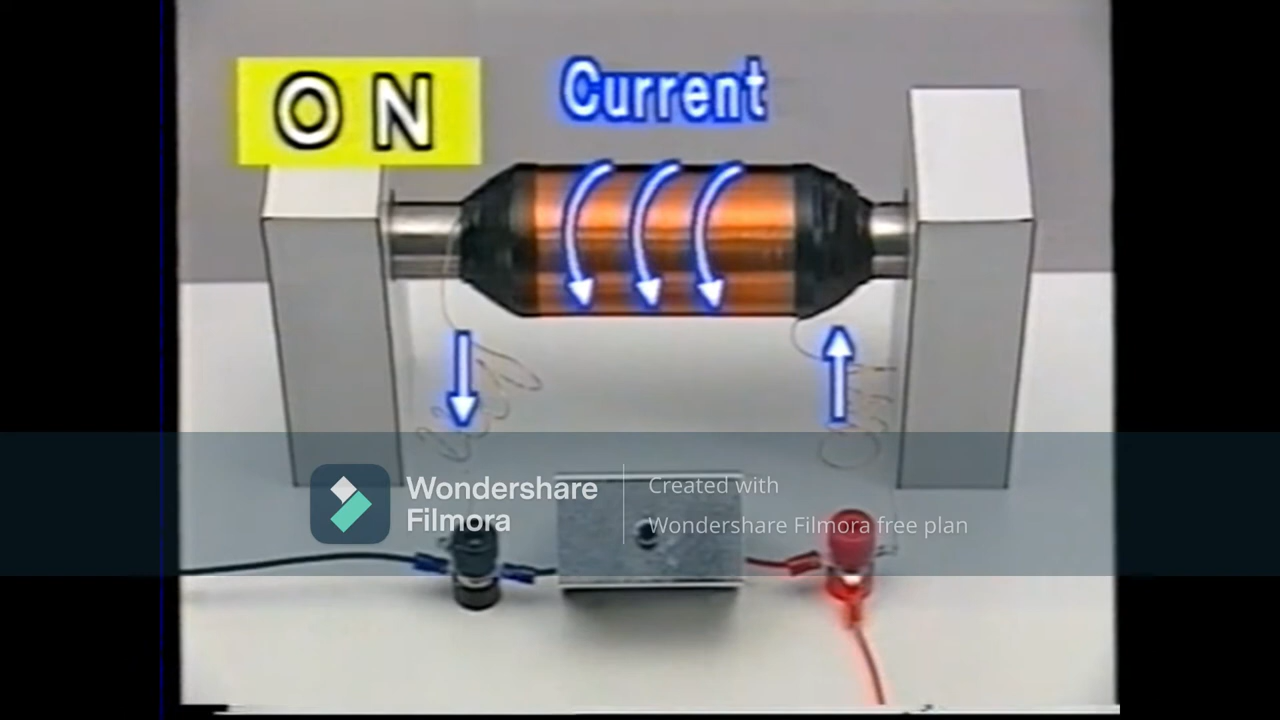 ON
Current
Wondershare
Filmora
Created with
Wondershare Filmora free plan